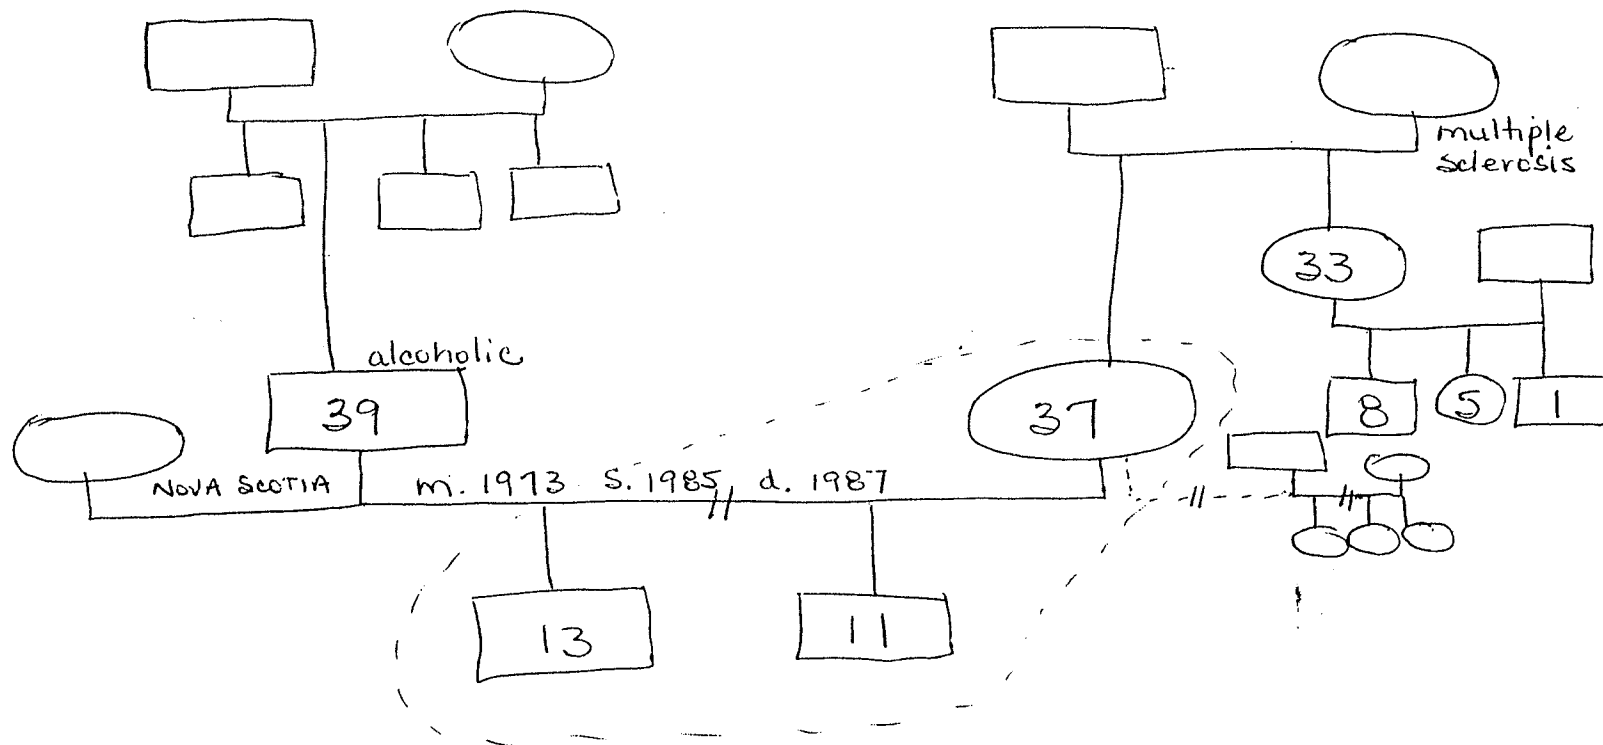 multiple
sclerosis
33
alcoholic
39
37
8
5
1
NOVA SCOTIA
m. 1973 S. 1985, d. 1987
13
11